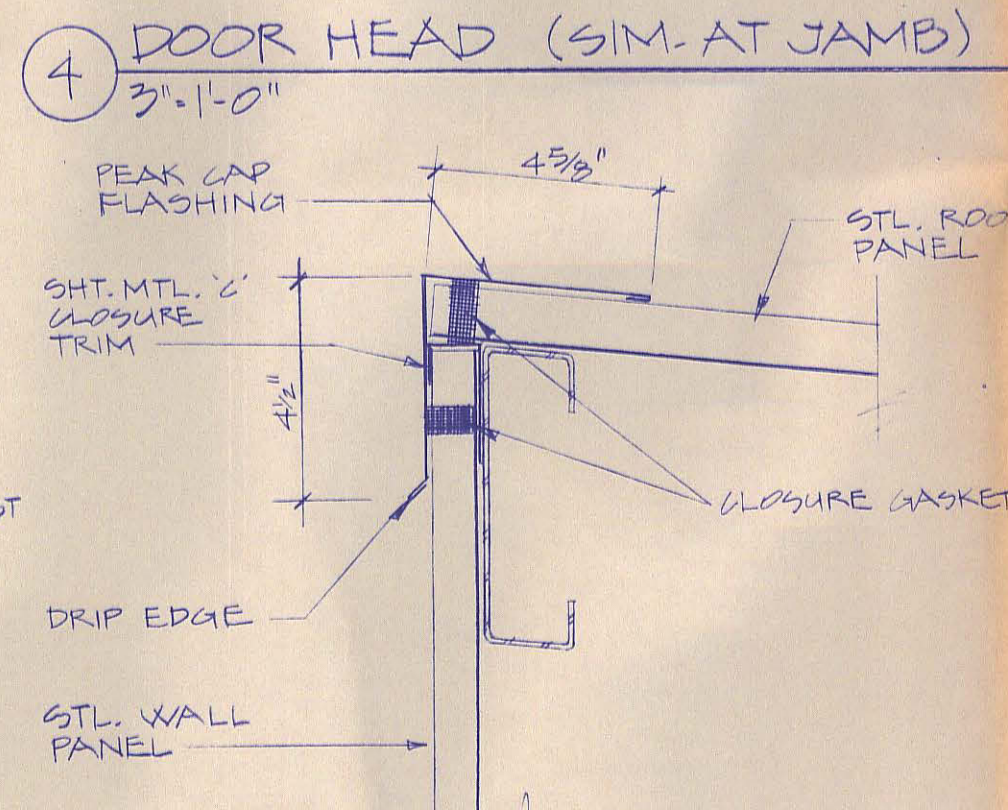 4
DOOR HEAD (SIM. AT JAMB)
3"=1'-0"
PEAK CAP
FLASHING
4 5/8"
STL.
PANEL
SHT. MTL. 'C'
CLOSURE
TRIM
4 1/2"
CLOSURE GASKET
DRIP EDGE
STL. WALL
PANEL